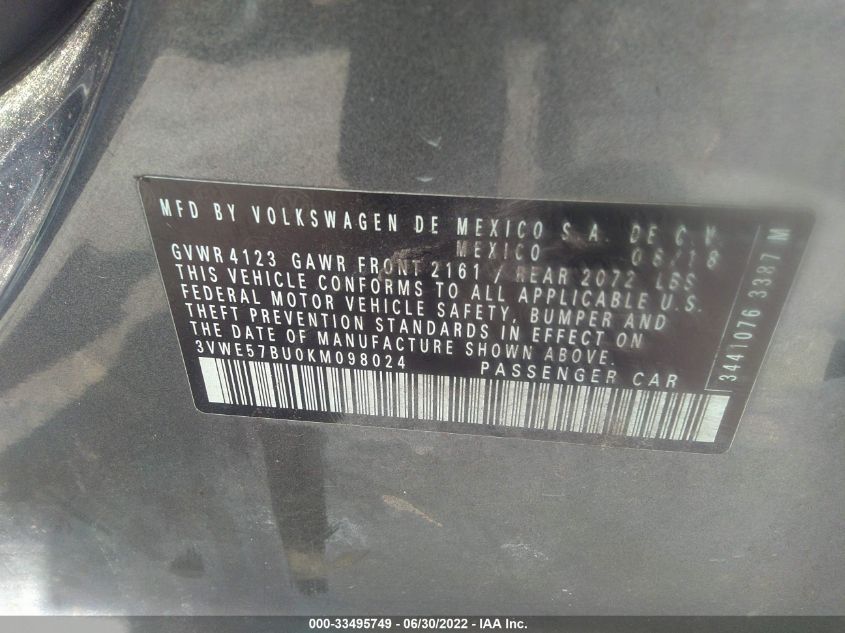 MFD BY VOLKSWAGEN DE MEXICO S.A. DE C.V.
MEXICO 06/18
GVWR 4123 GAWR FRONT 2161 / REAR 2072 LBS
THIS VEHICLE CONFORMS TO ALL APPLICABLE U.S.
FEDERAL MOTOR VEHICLE SAFETY, BUMPER AND
THEFT PREVENTION STANDARDS IN EFFECT ON
THE DATE OF MANUFACTURE SHOWN ABOVE.
3VWE57BU0KM098024 PASSENGER CAR
3441076 3387 M
000-33495749 - 06/30/2022 - IAA Inc.